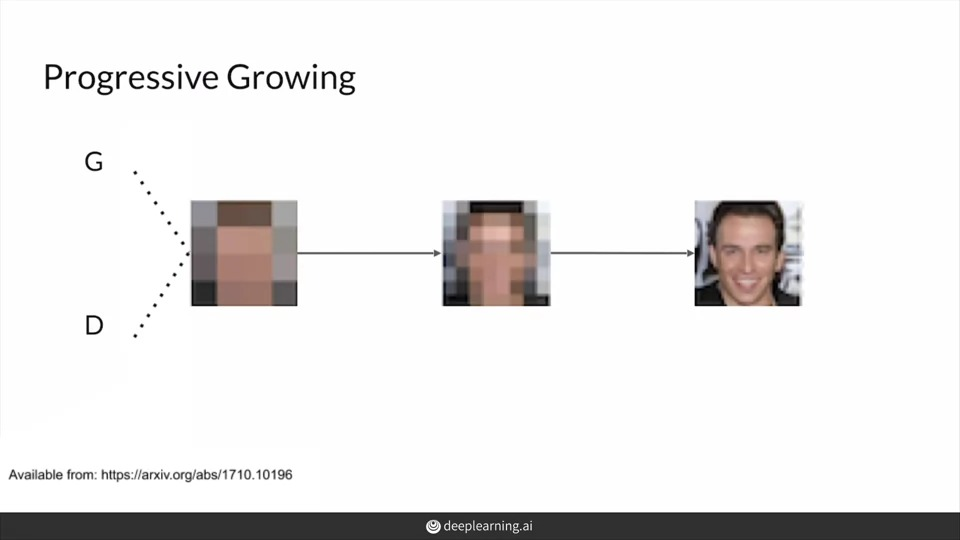 Progressive Growing
G
D
Available from: https://arxiv.org/abs/1710.10196
deeplearning.ai